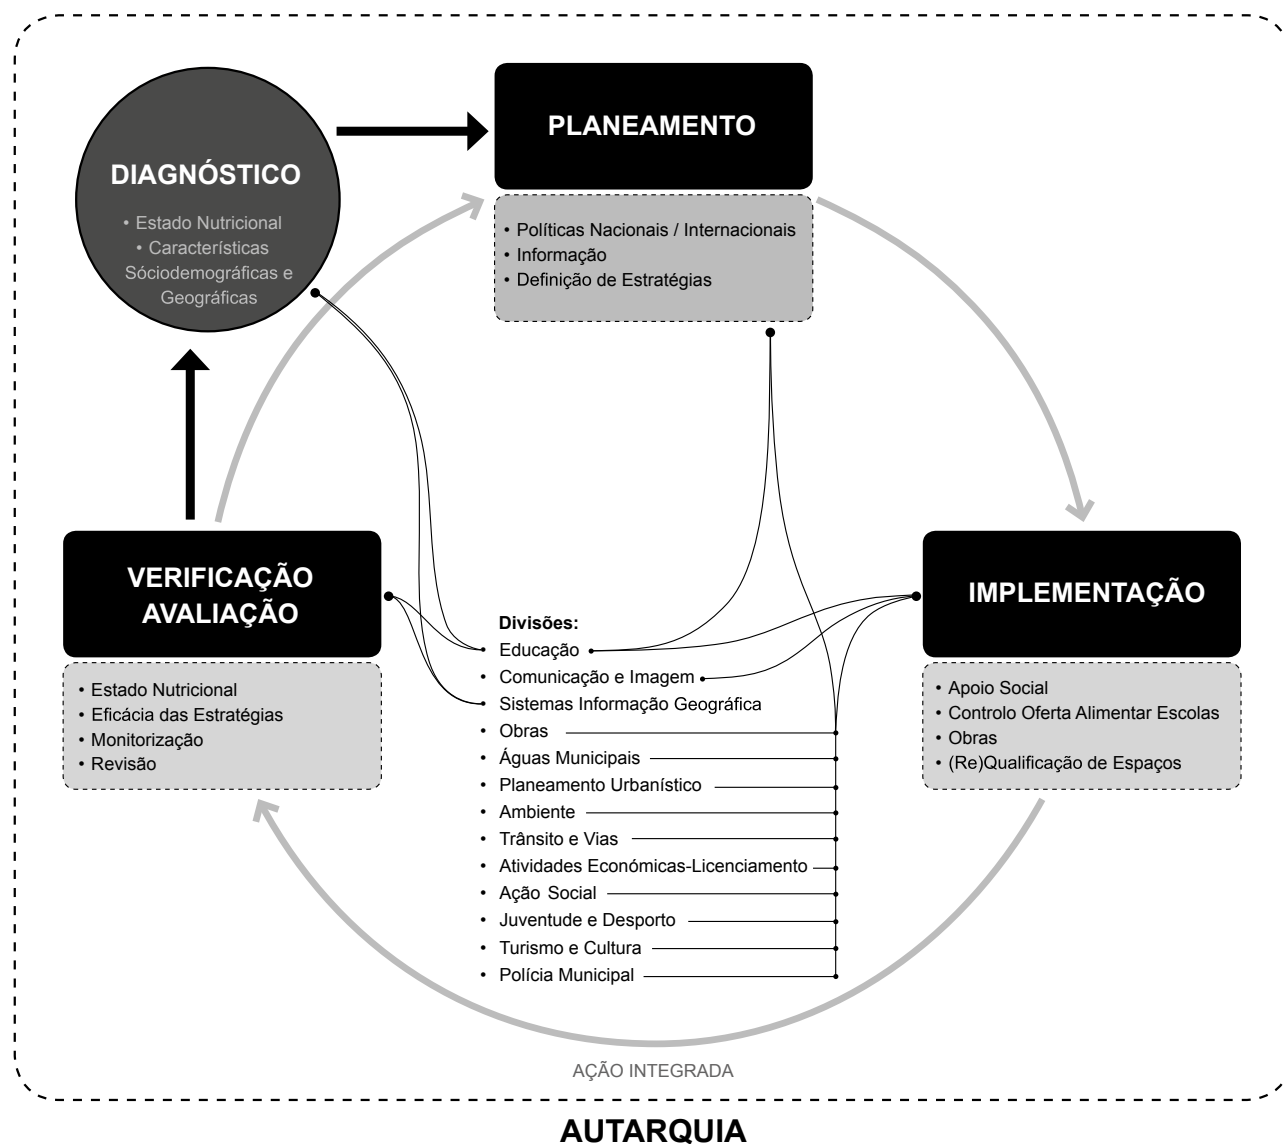 PLANEAMENTO
DIAGNÓSTICO
• Estado Nutricional
• Características
Sóciodemográficas e
Geográficas
• Políticas Nacionais / Internacionais
• Informação
• Definição de Estratégias
VERIFICAÇÃO
AVALIAÇÃO
IMPLEMENTAÇÃO
• Estado Nutricional
• Eficácia das Estratégias
• Monitorização
• Revisão
Divisões:
• Educação
• Comunicação e Imagem
• Sistemas Informação Geográfica
• Obras
• Águas Municipais
• Planeamento Urbanístico
• Ambiente
• Trânsito e Vias
• Atividades Económicas-Licenciamento
• Ação Social
• Juventude e Desporto
• Turismo e Cultura
• Polícia Municipal
• Apoio Social
• Controlo Oferta Alimentar Escolas
• Obras
• (Re)Qualificação de Espaços
AÇÃO INTEGRADA
AUTARQUIA